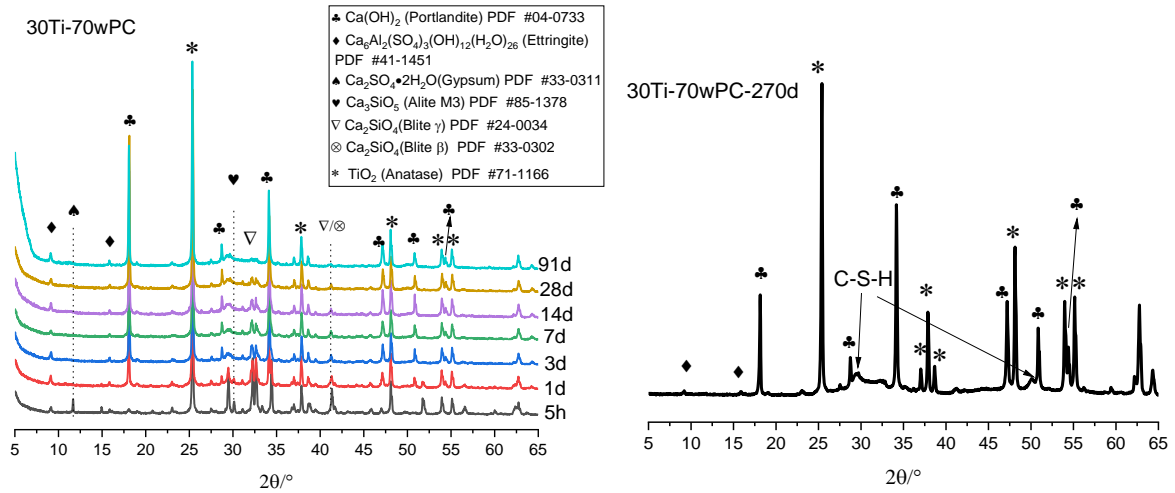 30Ti-70wPC
♣ Ca(OH)₂ (Portlandite) PDF #04-0733
♦ Ca₆Al₂(SO₄)₃(OH)₁₂(H₂O)₂₆ (Ettringite)
PDF #41-1451
♠ Ca₂SO₄•2H₂O(Gypsum) PDF #33-0311
♥ Ca₃SiO₅ (Alite M3) PDF #85-1378
∇ Ca₂SiO₄(Blite γ) PDF #24-0034
⊗ Ca₂SiO₄(Blite β) PDF #33-0302
* TiO₂ (Anatase) PDF #71-1166
∇/⊗
91d
28d
14d
7d
3d
1d
5h
5 10 15 20 25 30 35 40 45 50 55 60 65
2θ/°
30Ti-70wPC-270d
C-S-H
5 10 15 20 25 30 35 40 45 50 55 60 65
2θ/°